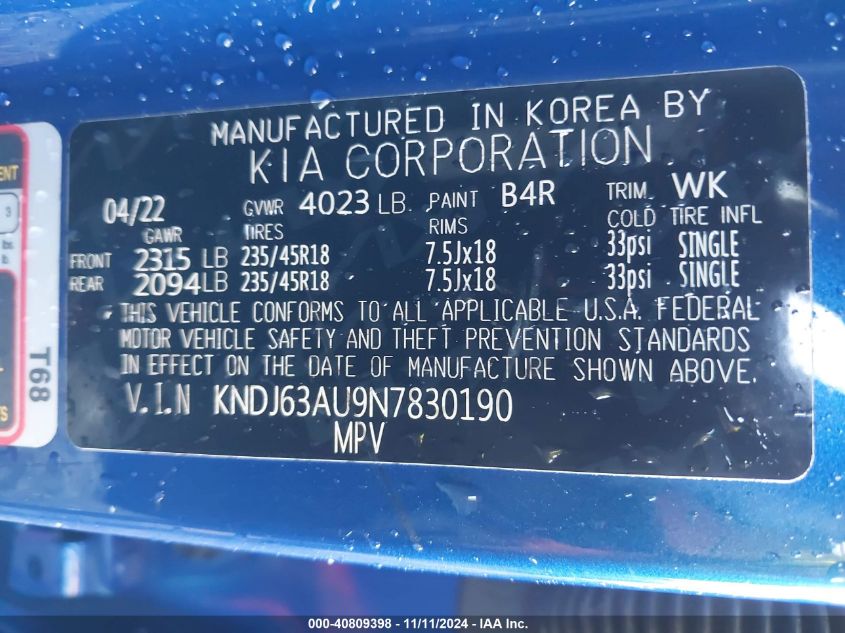 MANUFACTURED IN KOREA BY
KIA CORPORATION
04/22 GVWR 4023 LB PAINT B4R TRIM WK
GAWR TIRES RIMS COLD TIRE INFL
FRONT 2315 LB 235/45R18 7.5Jx18 33psi SINGLE
REAR 2094 LB 235/45R18 7.5Jx18 33psi SINGLE
THIS VEHICLE CONFORMS TO ALL APPLICABLE U.S.A. FEDERAL
MOTOR VEHICLE SAFETY AND THEFT PREVENTION STANDARDS
IN EFFECT ON THE DATE OF MANUFACTURE SHOWN ABOVE.
V.I.N KNDJ63AU9N7830190
MPV
3
lbs.
T68
000-40809398 - 11/11/2024 - IAA Inc.